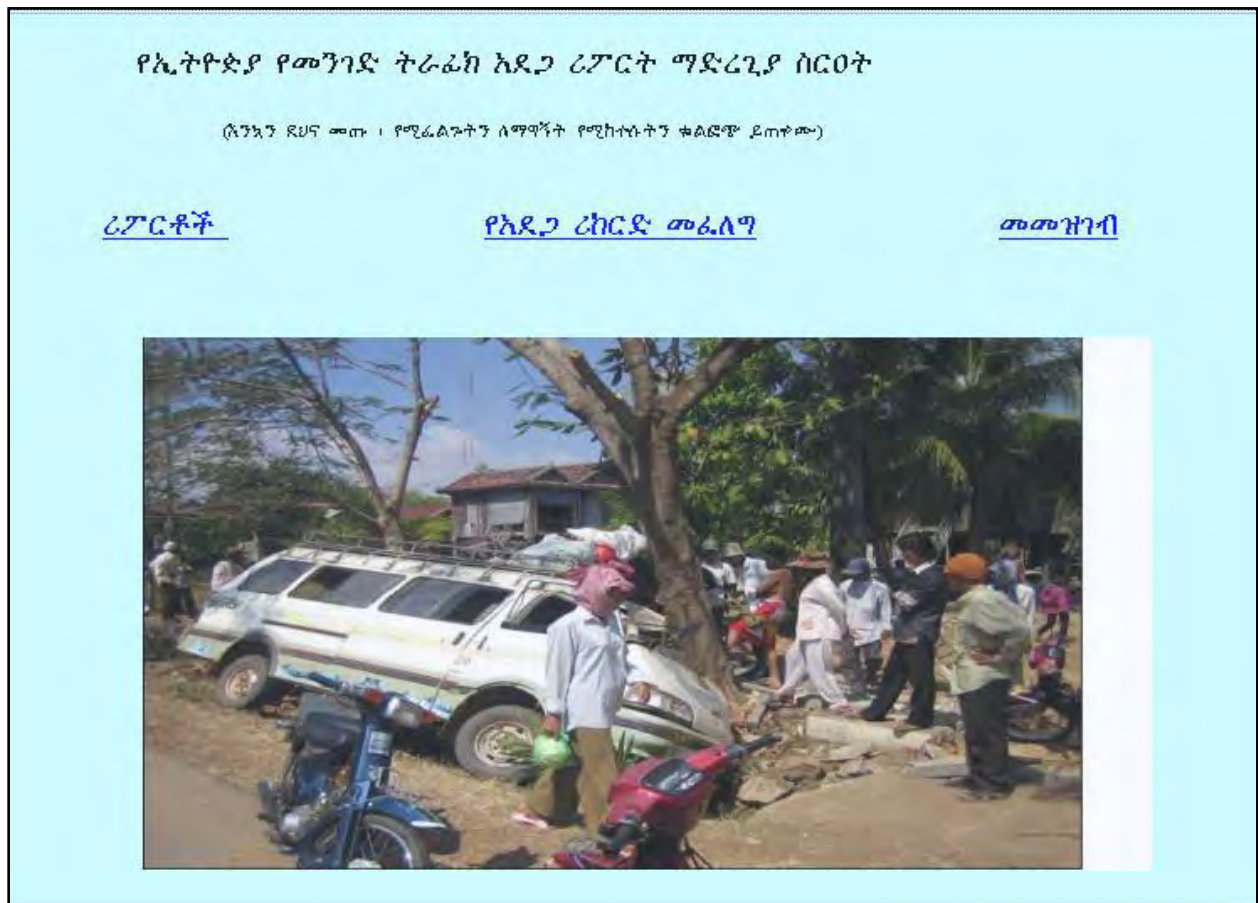 የኢትዮጵያ የመንገድ ትራፊክ አደጋ ሪፖርት ማድረጊያ ስርዐት
(እንኳን ደህና መጡ ፣ የሚፈልጉትን ለማግኘት የሚከተሉትን ቁልፎጭ ይጠቀሙ)
ሪፖርቶች የአደጋ ሪከርድ መፈለግ መመዝገብ